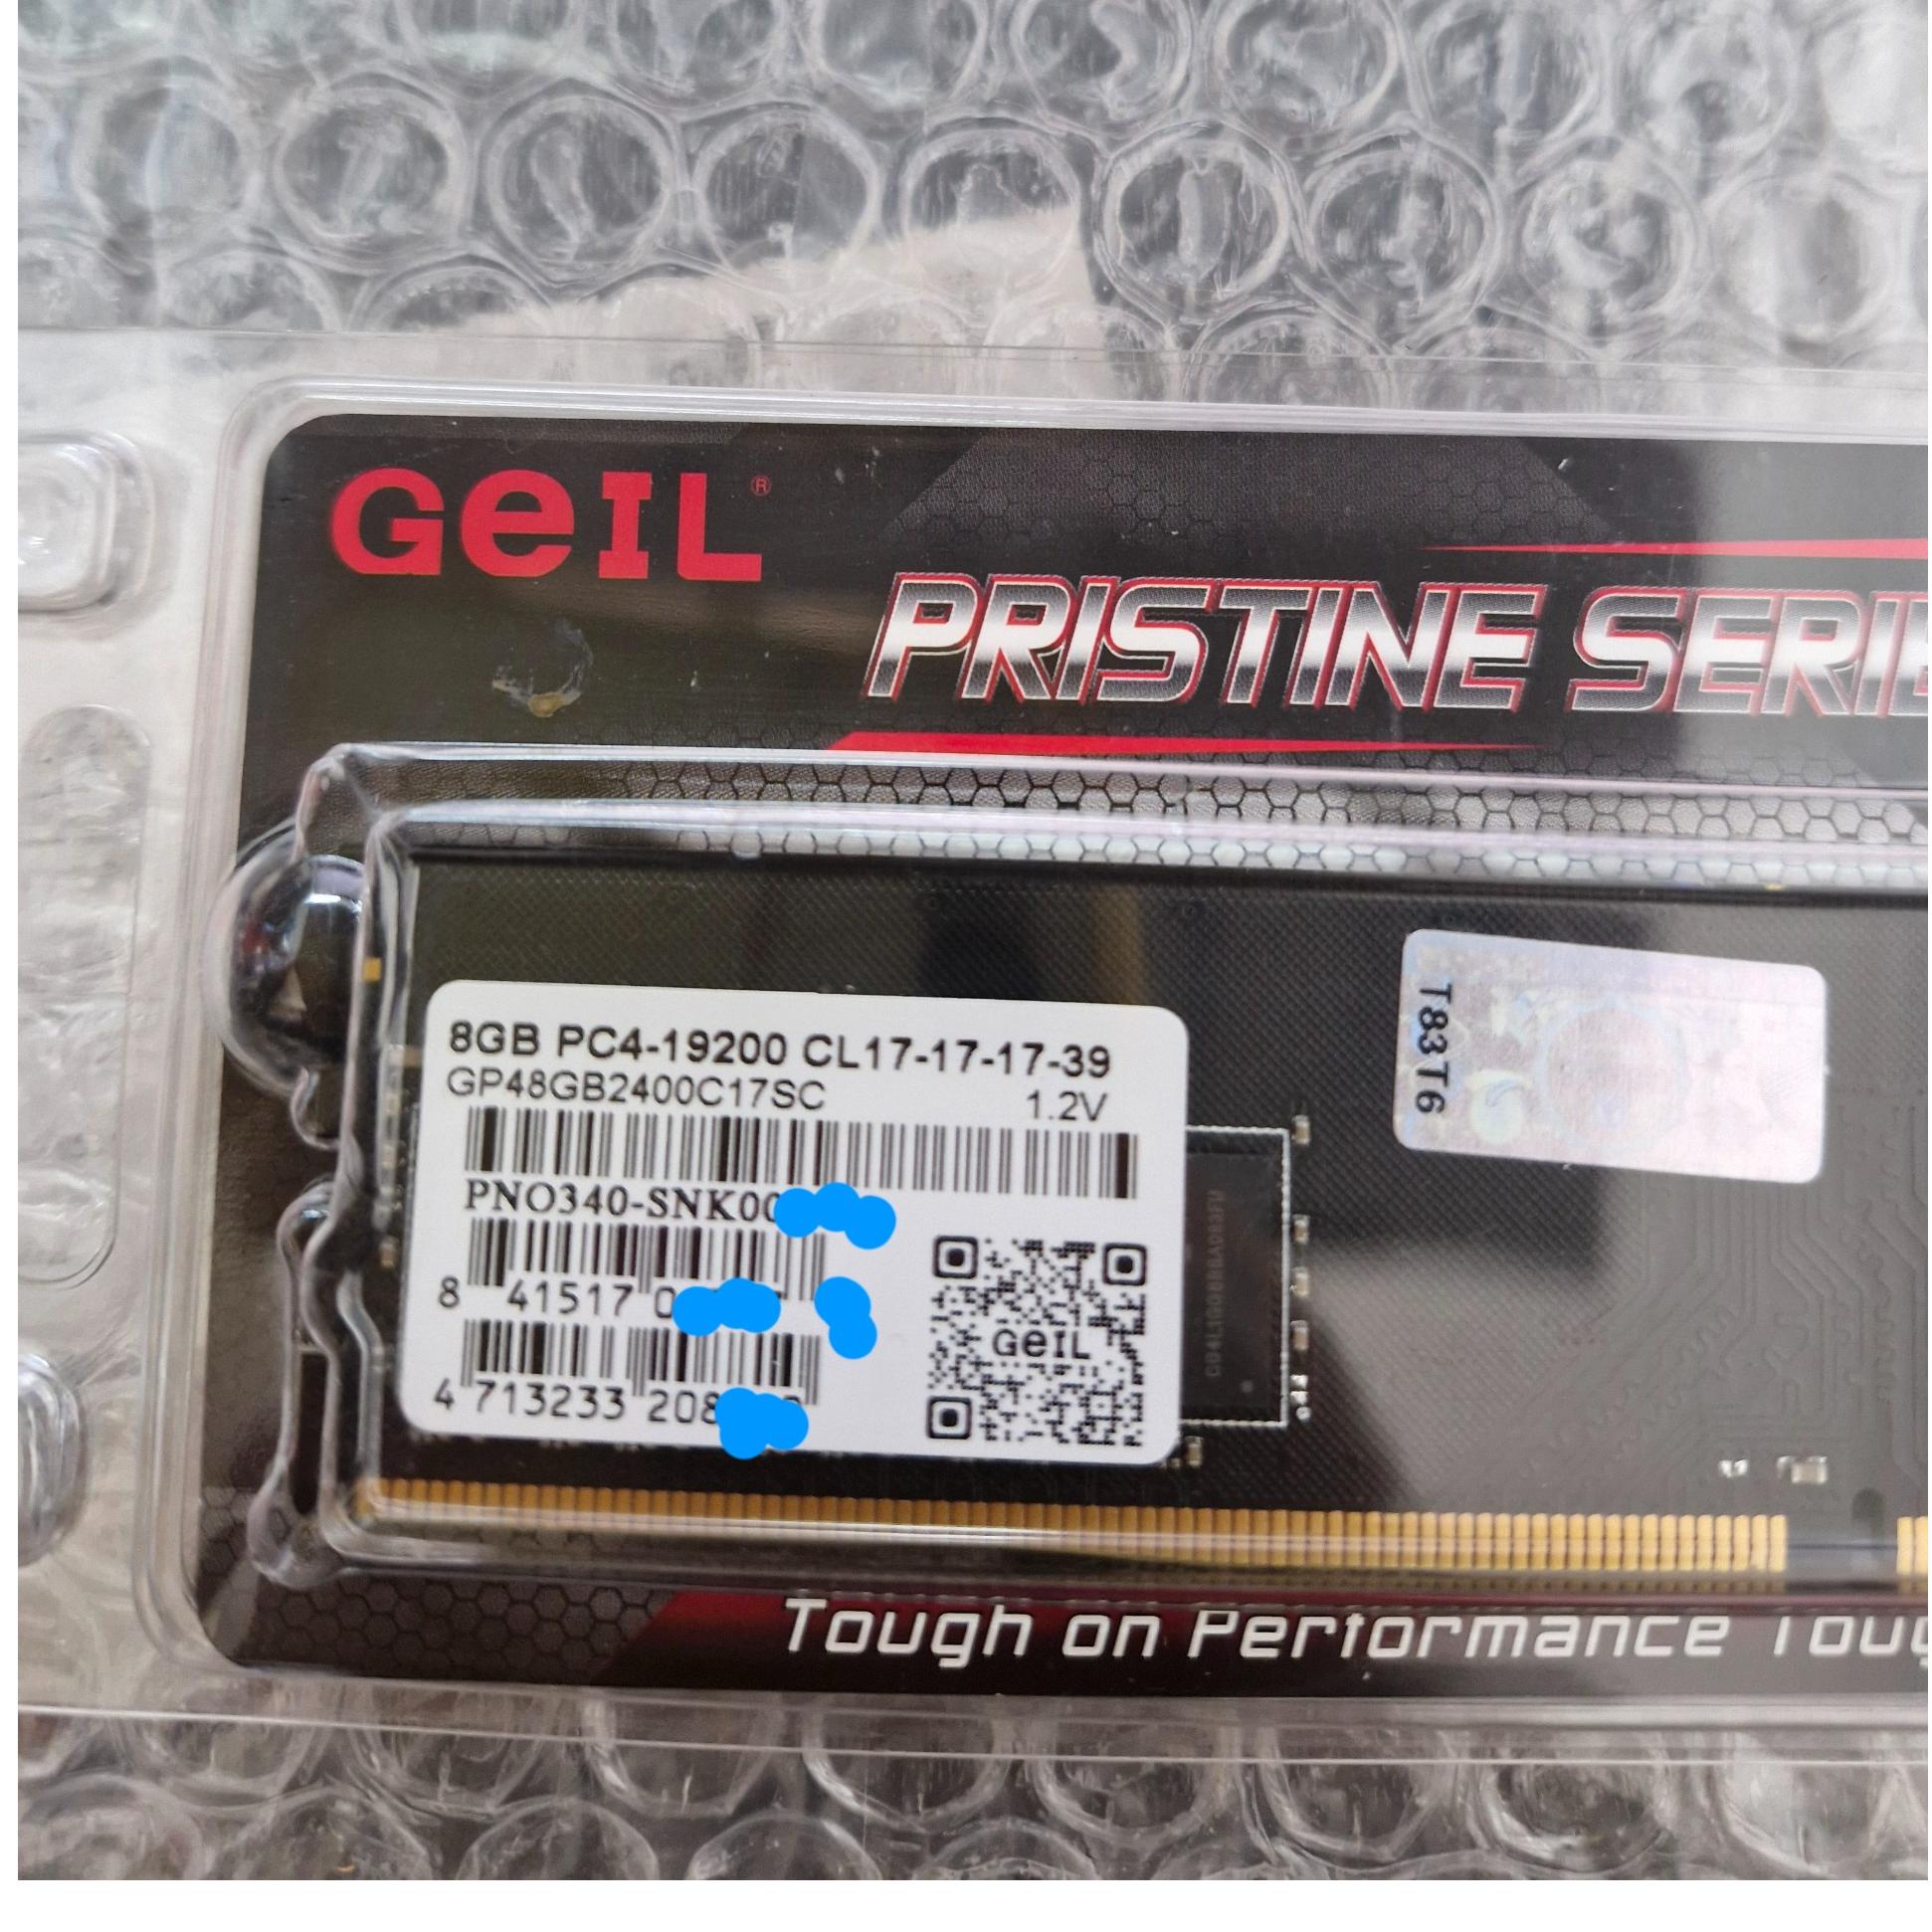 GeIL®
PRISTINE SERIE
8GB PC4-19200 CL17-17-17-39
GP48GB2400C17SC 1.2V
PNO340-SNK00
8 41517 0
4 713233 208
GeIL
T83T6
Tough on Performance Toug